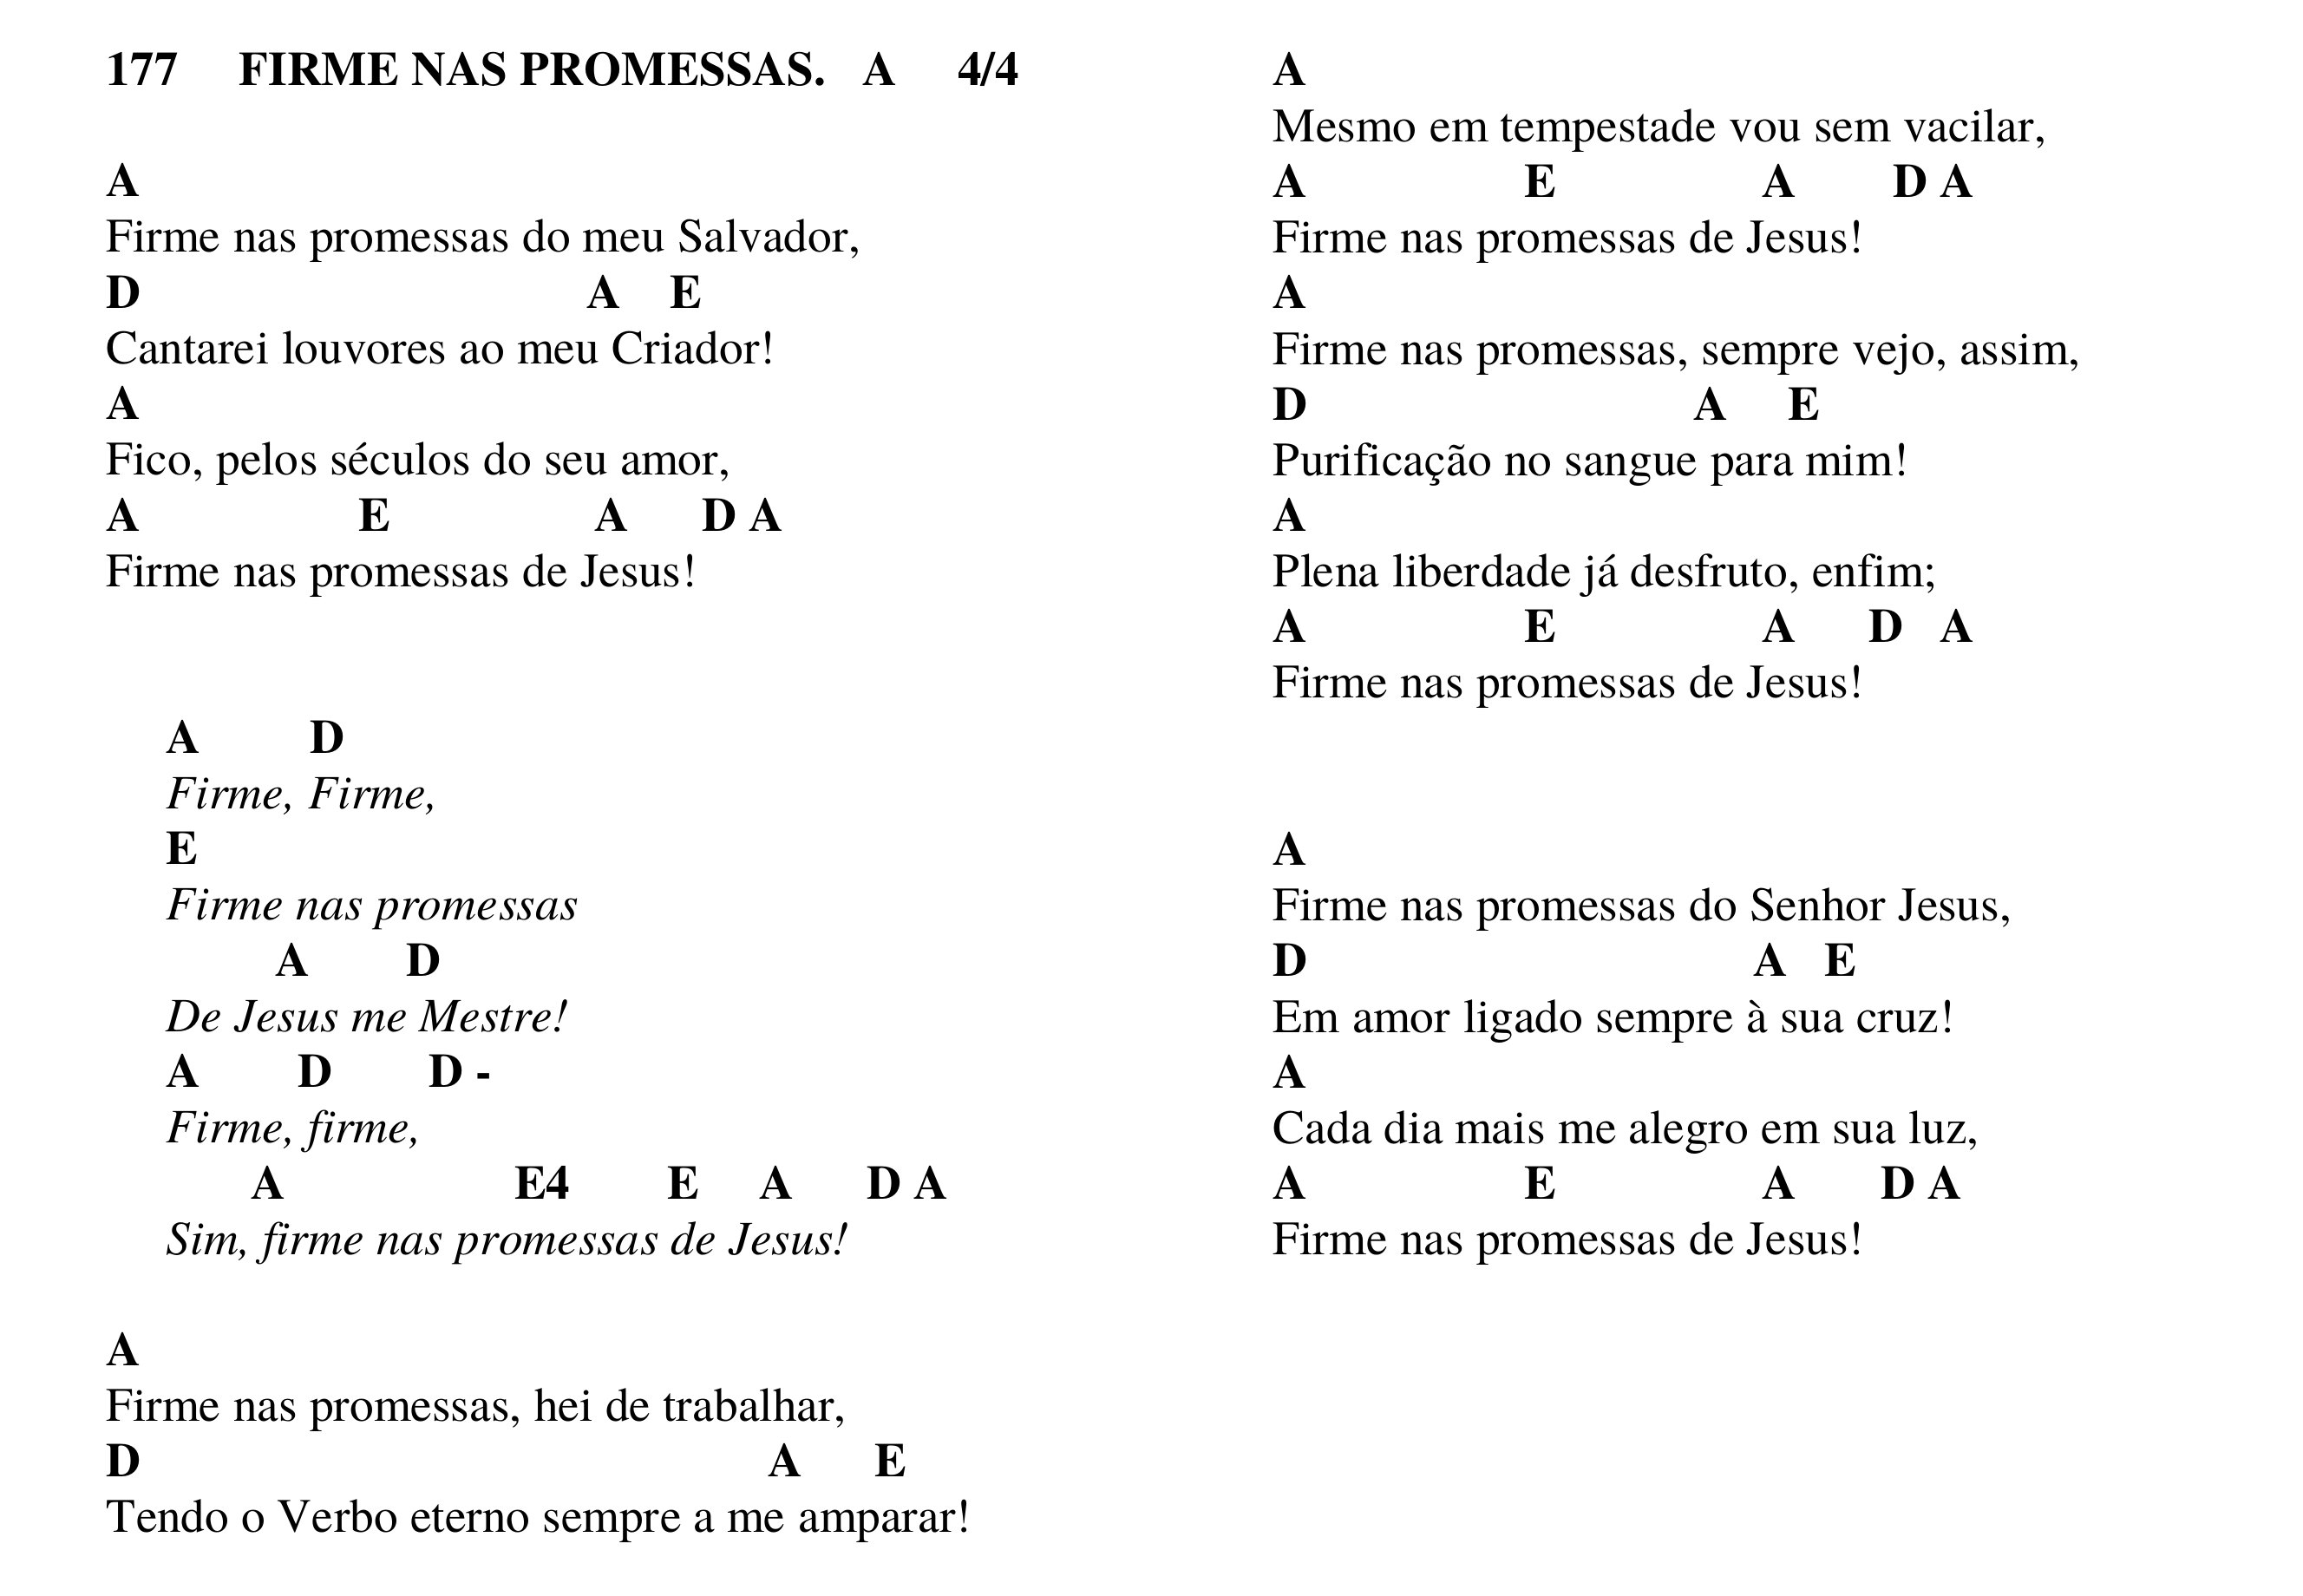 177 FIRME NAS PROMESSAS. A 4/4
A
Firme nas promessas do meu Salvador,
D A E
Cantarei louvores ao meu Criador!
A
Fico, pelos séculos do seu amor,
A E A D A
Firme nas promessas de Jesus!
A D
Firme, Firme,
E
Firme nas promessas
A D
De Jesus me Mestre!
A D D -
Firme, firme,
A E4 E A D A
Sim, firme nas promessas de Jesus!
A
Firme nas promessas, hei de trabalhar,
D A E
Tendo o Verbo eterno sempre a me amparar!
A
Mesmo em tempestade vou sem vacilar,
A E A D A
Firme nas promessas de Jesus!
A
Firme nas promessas, sempre vejo, assim,
D A E
Purificação no sangue para mim!
A
Plena liberdade já desfruto, enfim;
A E A D A
Firme nas promessas de Jesus!
A
Firme nas promessas do Senhor Jesus,
D A E
Em amor ligado sempre à sua cruz!
A
Cada dia mais me alegro em sua luz,
A E A D A
Firme nas promessas de Jesus!